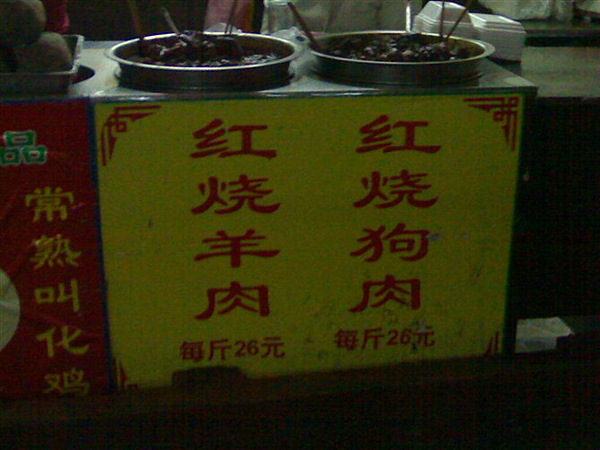 品
常熟叫化鸡
红烧羊肉
每斤26元
红烧狗肉
每斤26元